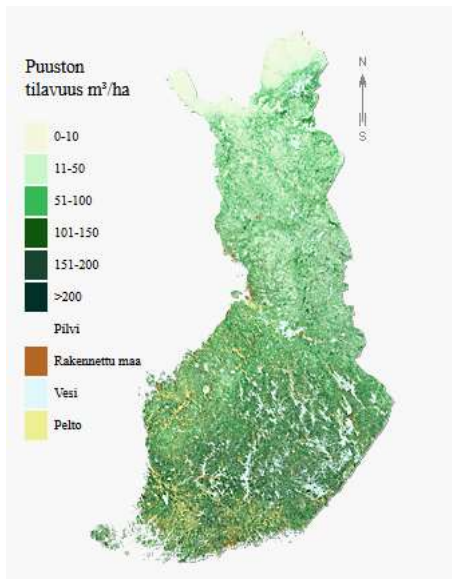 Puuston
tilavuus m³/ha
N
S
0-10
11-50
51-100
101-150
151-200
>200
Pilvi
Rakennettu maa
Vesi
Pelto